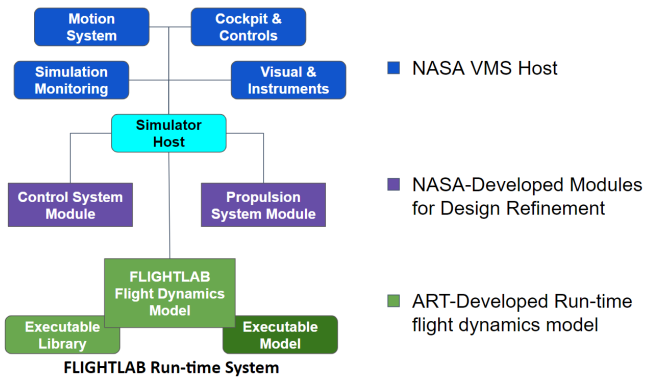 Motion
System
Cockpit &
Controls
Simulation
Monitoring
Visual &
Instruments
Simulator
Host
Control System
Module
Propulsion
System Module
FLIGHTLAB
Flight Dynamics
Model
Executable
Library
Executable
Model
FLIGHTLAB Run-time System
NASA VMS Host
NASA-Developed Modules
for Design Refinement
ART-Developed Run-time
flight dynamics model